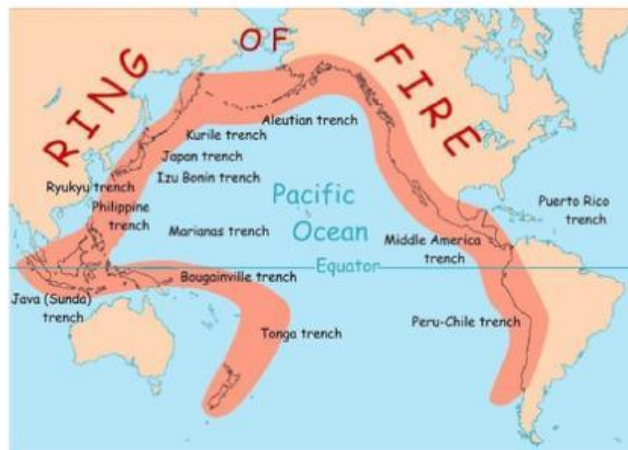 RING OF FIRE
Aleutian trench
Kurile trench
Japan trench
Izu Bonin trench
Ryukyu trench
Philippine
trench
Marianas trench
Pacific
Ocean
Puerto Rico
trench
Middle America
trench
Equator
Bougainville trench
Java (Sunda)
trench
Tonga trench
Peru-Chile trench